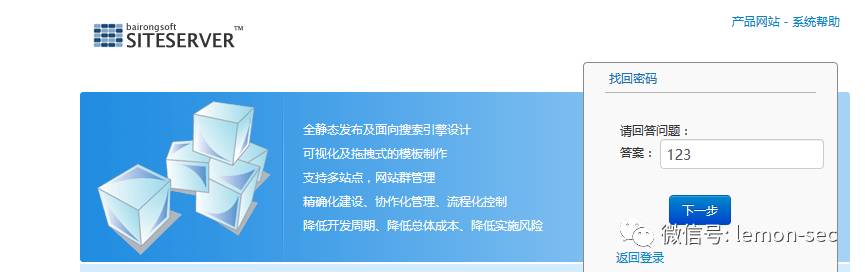 bairongsoft
SITESERVER™
产品网站 - 系统帮助
找回密码
全静态发布及面向搜索引擎设计
可视化及拖拽式的模板制作
支持多站点，网站群管理
精确化建设、协作化管理、流程化控制
降低开发周期、降低总体成本、降低实施风险
请回答问题：
答案： 123
下一步
微信号: lemon-sec
返回登录